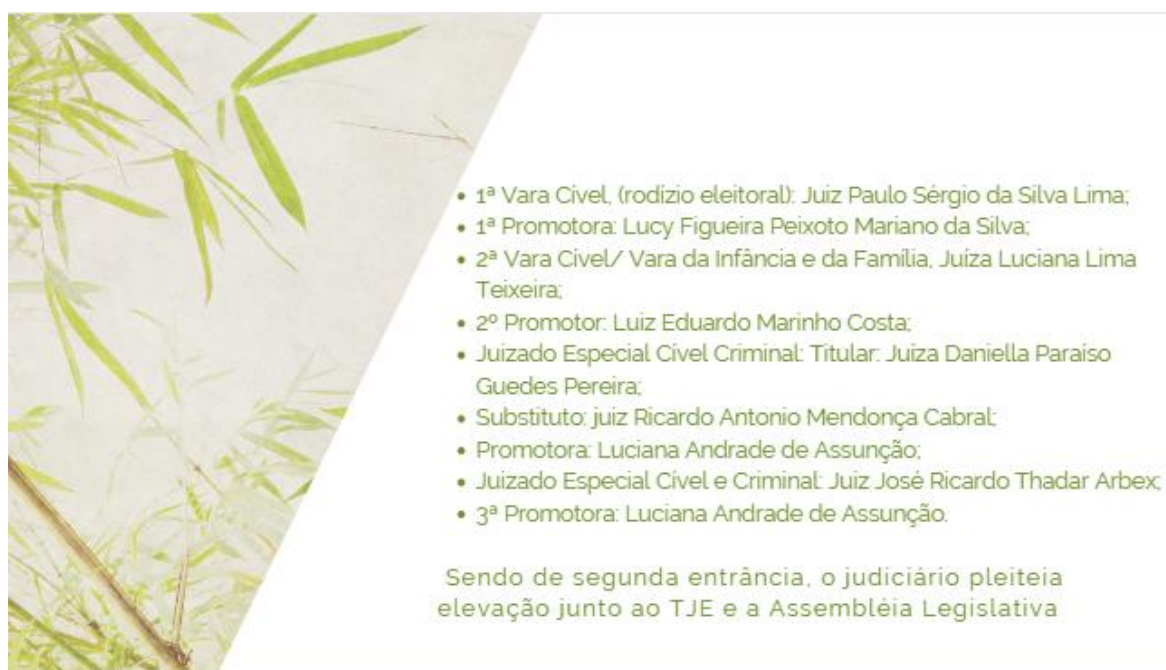 • 1ª Vara Cível, (rodízio eleitoral): Juiz Paulo Sérgio da Silva Lima;
• 1ª Promotora: Lucy Figueira Peixoto Mariano da Silva;
• 2ª Vara Cível/ Vara da Infância e da Família, Juíza Luciana Lima
Teixeira;
• 2º Promotor: Luiz Eduardo Marinho Costa;
• Juizado Especial Cível Criminal: Titular: Juíza Daniella Paraíso
Guedes Pereira;
• Substituto: juiz Ricardo Antonio Mendonça Cabral;
• Promotora: Luciana Andrade de Assunção;
• Juizado Especial Cível e Criminal: Juiz José Ricardo Thadar Arbex;
• 3ª Promotora: Luciana Andrade de Assunção.
Sendo de segunda entrância, o judiciário pleiteia
elevação junto ao TJE e a Assembléia Legislativa